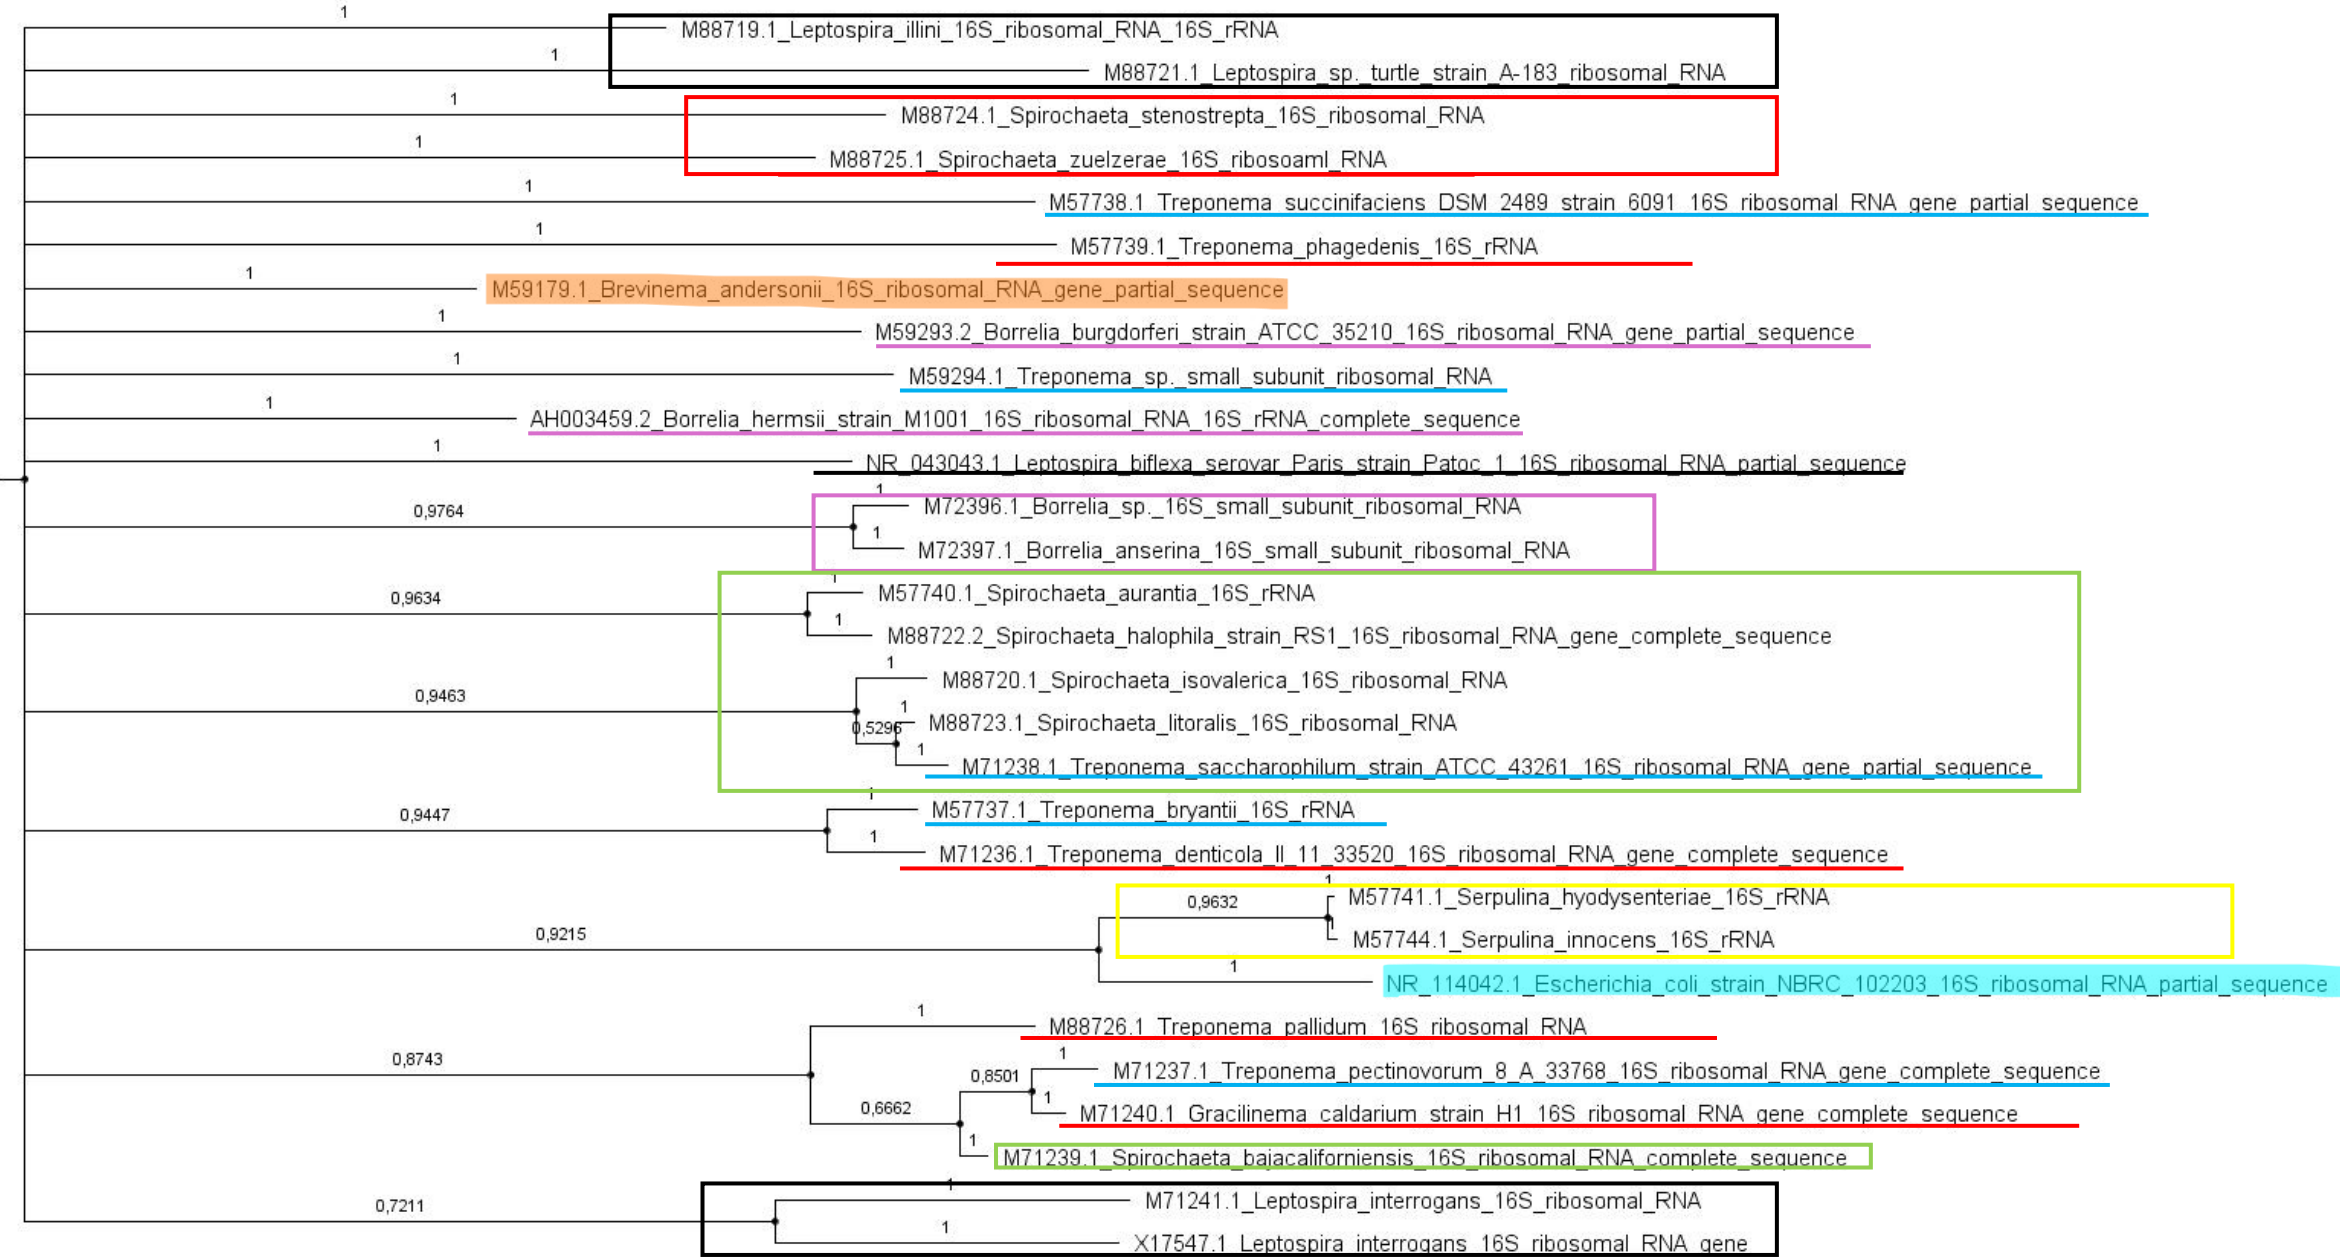 1
M88719.1_Leptospira_illini_16S_ribosomal_RNA_16S_rRNA
1
M88721.1_Leptospira_sp._turtle_strain_A-183_ribosomal_RNA
1
M88724.1_Spirochaeta_stenostrepta_16S_ribosomal_RNA
1
M88725.1_Spirochaeta_zuelzerae_16S_ribosoaml_RNA
1
M57738.1_Treponema_succinifaciens_DSM_2489_strain_6091_16S_ribosomal_RNA_gene_partial_sequence
1
M57739.1_Treponema_phagedenis_16S_rRNA
1
M59179.1_Brevinema_andersonii_16S_ribosomal_RNA_gene_partial_sequence
1
M59293.2_Borrelia_burgdorferi_strain_ATCC_35210_16S_ribosomal_RNA_gene_partial_sequence
1
M59294.1_Treponema_sp._small_subunit_ribosomal_RNA
1
AH003459.2_Borrelia_hermsii_strain_M1001_16S_ribosomal_RNA_16S_rRNA_complete_sequence
1
NR_043043.1_Leptospira_biflexa_serovar_Paris_strain_Patoc_1_16S_ribosomal_RNA_partial_sequence
1
M72396.1_Borrelia_sp._16S_small_subunit_ribosomal_RNA
0,9764
1
M72397.1_Borrelia_anserina_16S_small_subunit_ribosomal_RNA
1
M57740.1_Spirochaeta_aurantia_16S_rRNA
0,9634
1
M88722.2_Spirochaeta_halophila_strain_RS1_16S_ribosomal_RNA_gene_complete_sequence
1
M88720.1_Spirochaeta_isovalerica_16S_ribosomal_RNA
0,9463
1
M88723.1_Spirochaeta_litoralis_16S_ribosomal_RNA
0,5296
1
M71238.1_Treponema_saccharophilum_strain_ATCC_43261_16S_ribosomal_RNA_gene_partial_sequence
1
M57737.1_Treponema_bryantii_16S_rRNA
0,9447
1
M71236.1_Treponema_denticola_II_11_33520_16S_ribosomal_RNA_gene_complete_sequence
1
M57741.1_Serpulina_hyodysenteriae_16S_rRNA
0,9632
0,9215
1
M57744.1_Serpulina_innocens_16S_rRNA
1
NR_114042.1_Escherichia_coli_strain_NBRC_102203_16S_ribosomal_RNA_partial_sequence
1
M88726.1_Treponema_pallidum_16S_ribosomal_RNA
0,8743
1
M71237.1_Treponema_pectinovorum_8_A_33768_16S_ribosomal_RNA_gene_complete_sequence
0,8501
1
M71240.1_Gracilinema_caldarium_strain_H1_16S_ribosomal_RNA_gene_complete_sequence
0,6662
1
M71239.1_Spirochaeta_bajacaliforniensis_16S_ribosomal_RNA_complete_sequence
1
M71241.1_Leptospira_interrogans_16S_ribosomal_RNA
0,7211
1
X17547.1_Leptospira_interrogans_16S_ribosomal_RNA_gene